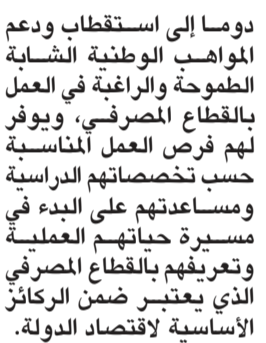 دوما إلى استقطاب ودعم
المواهب الوطنية الشابة
الطموحة والراغبة في العمل
بالقطاع المصرفي، ويوفر
لهم فرص العمل المناسبة
حسب تخصصاتهم الدراسية
ومساعدتهم على البدء في
مسيرة حياتهم العملية
وتعريفهم بالقطاع المصرفي
الذي يعتبر ضمن الركائز
الأساسية لاقتصاد الدولة.